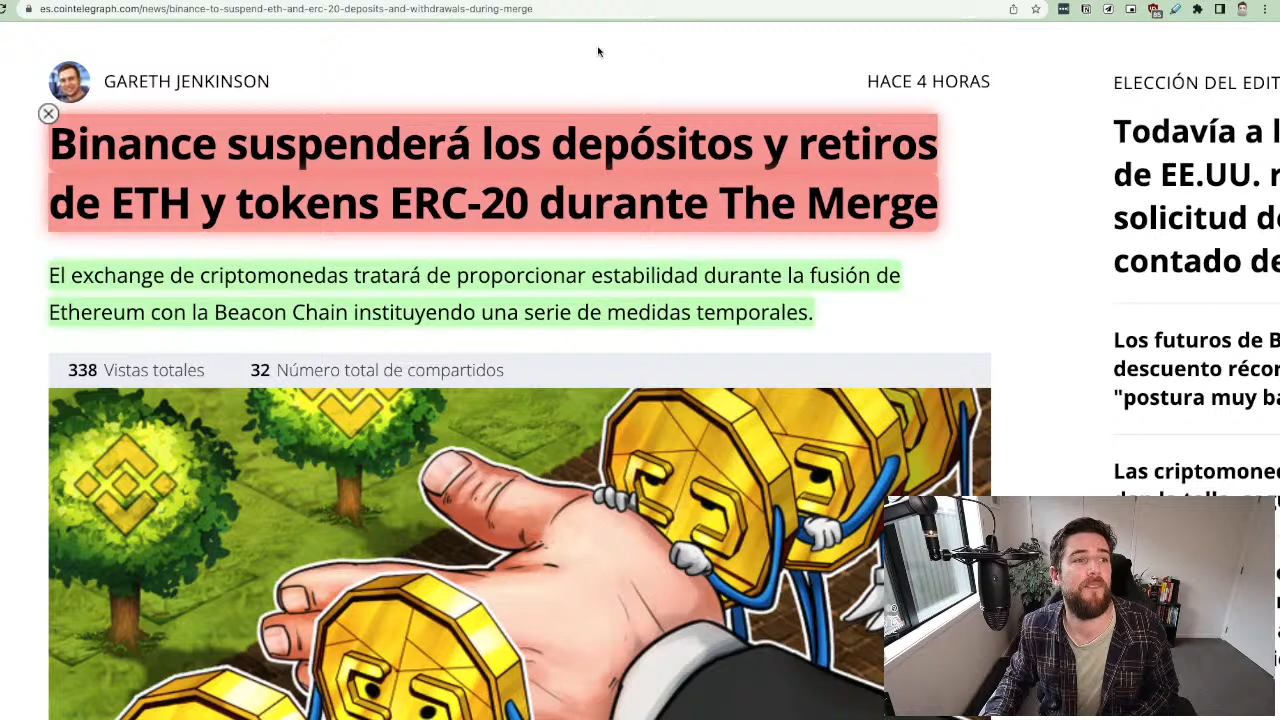 es.cointelegraph.com/news/binance-to-suspend-eth-and-erc-20-deposits-and-withdrawals-during-merge
85
GARETH JENKINSON
HACE 4 HORAS
Binance suspenderá los depósitos y retiros
de ETH y tokens ERC-20 durante The Merge
El exchange de criptomonedas tratará de proporcionar estabilidad durante la fusión de
Ethereum con la Beacon Chain instituyendo una serie de medidas temporales.
338 Vistas totales
32 Número total de compartidos
ELECCIÓN DEL EDIT
Todavía a l
de EE.UU. r
solicitud d
contado de
Los futuros de B
descuento récor
"postura muy ba
Las criptomoned